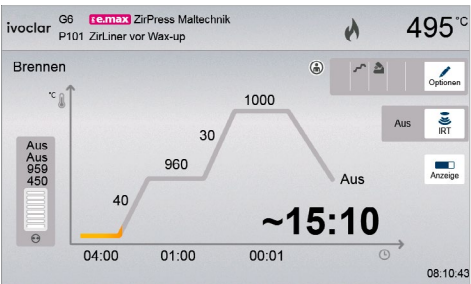 ivoclar
G6 e.max ZirPress Maltechnik
P101 ZirLiner vor Wax-up
495°C
Brennen
Optionen
°C
1000
Aus
IRT
30
Aus
Aus
959
450
960
Anzeige
Aus
40
~15:10
04:00 01:00 00:01
08:10:43